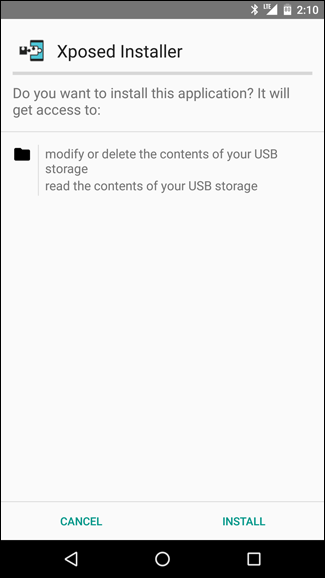 LTE 2:10
Xposed Installer
Do you want to install this application? It will
get access to:
modify or delete the contents of your USB
storage
read the contents of your USB storage
CANCEL INSTALL